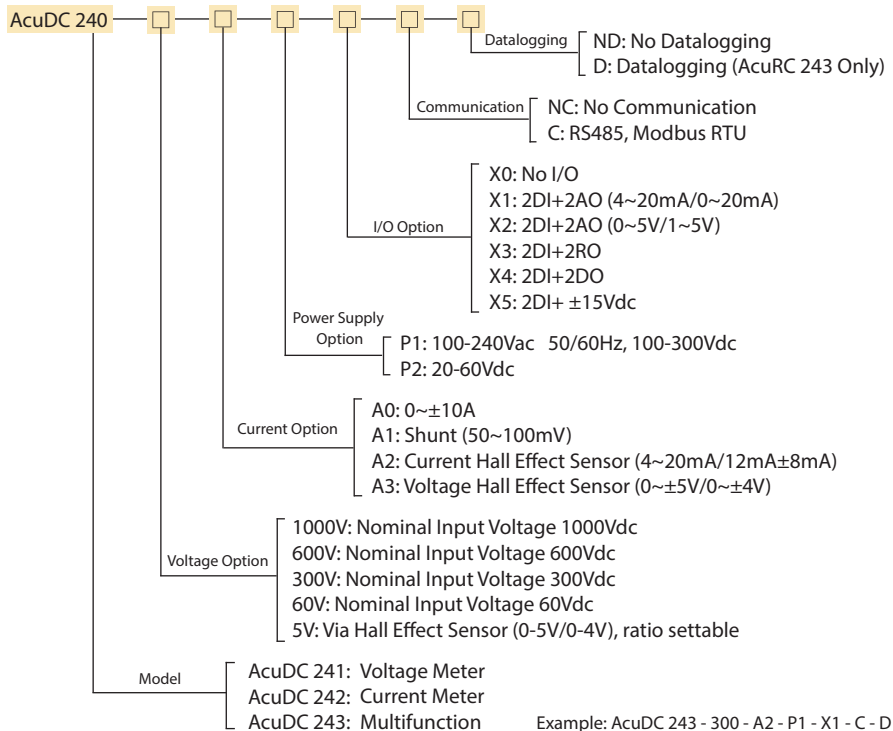 AcuDC 240
Datalogging
ND: No Datalogging
D: Datalogging (AcuRC 243 Only)
Communication
NC: No Communication
C: RS485, Modbus RTU
I/O Option
X0: No I/O
X1: 2DI+2AO (4~20mA/0~20mA)
X2: 2DI+2AO (0~5V/1~5V)
X3: 2DI+2RO
X4: 2DI+2DO
X5: 2DI+ ±15Vdc
Power Supply
Option
P1: 100-240Vac 50/60Hz, 100-300Vdc
P2: 20-60Vdc
Current Option
A0: 0~±10A
A1: Shunt (50~100mV)
A2: Current Hall Effect Sensor (4~20mA/12mA±8mA)
A3: Voltage Hall Effect Sensor (0~±5V/0~±4V)
Voltage Option
1000V: Nominal Input Voltage 1000Vdc
600V: Nominal Input Voltage 600Vdc
300V: Nominal Input Voltage 300Vdc
60V: Nominal Input Voltage 60Vdc
5V: Via Hall Effect Sensor (0-5V/0-4V), ratio settable
Model
AcuDC 241: Voltage Meter
AcuDC 242: Current Meter
AcuDC 243: Multifunction
Example: AcuDC 243 - 300 - A2 - P1 - X1 - C - D